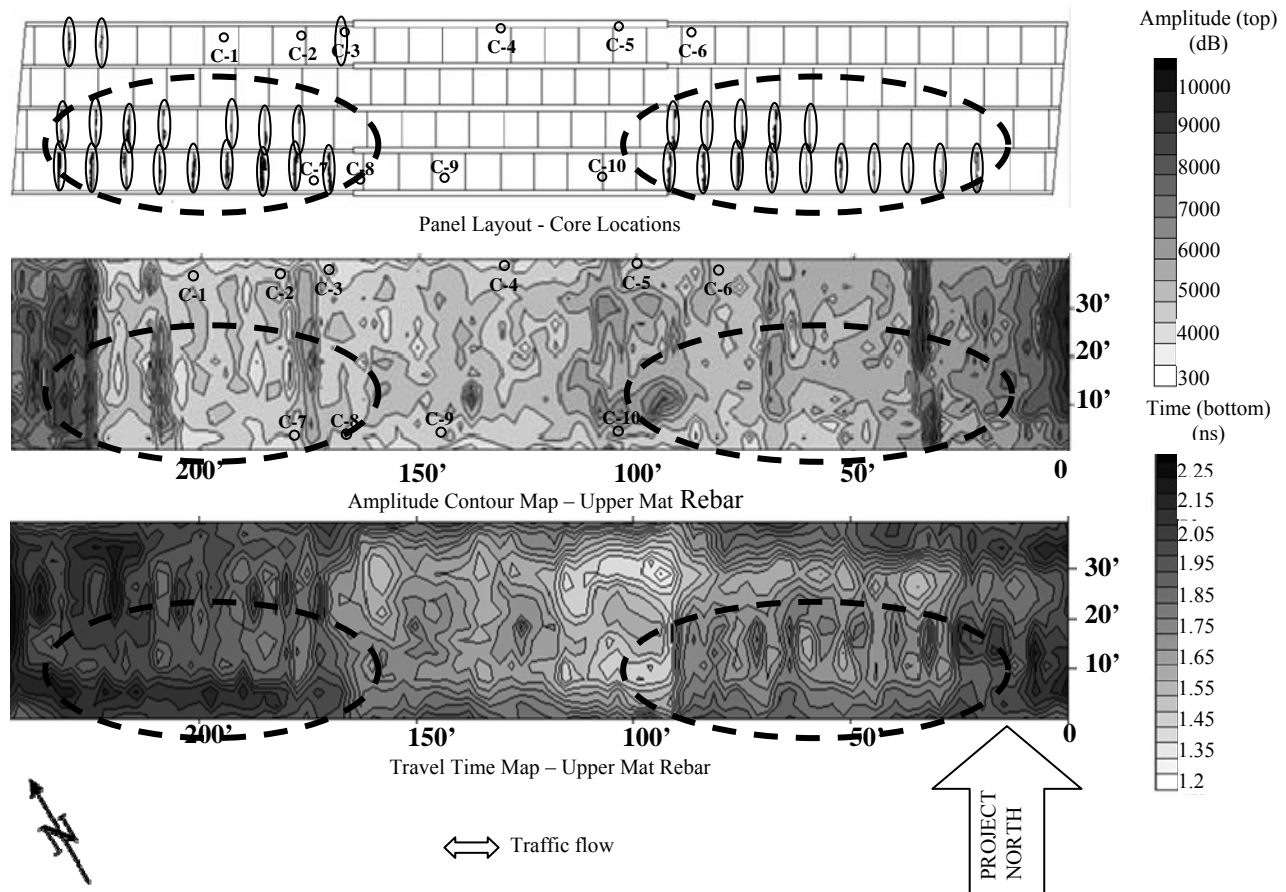 C-1
C-2
C-3
C-4
C-5
C-6
C-7
C-8
C-9
C-10
Panel Layout - Core Locations
C-1
C-2
C-3
C-4
C-5
C-6
C-7
C-8
C-9
C-10
30’
20’
10’
200’
150’
100’
50’
0
Amplitude Contour Map – Upper Mat Rebar
30’
20’
10’
200’
150’
100’
50’
0
Travel Time Map – Upper Mat Rebar
Traffic flow
PROJECT
NORTH
N
Amplitude (top)
(dB)
10000
9000
8000
7000
6000
5000
4000
300
Time (bottom)
(ns)
2.25
2.15
2.05
1.95
1.85
1.75
1.65
1.55
1.45
1.35
1.2